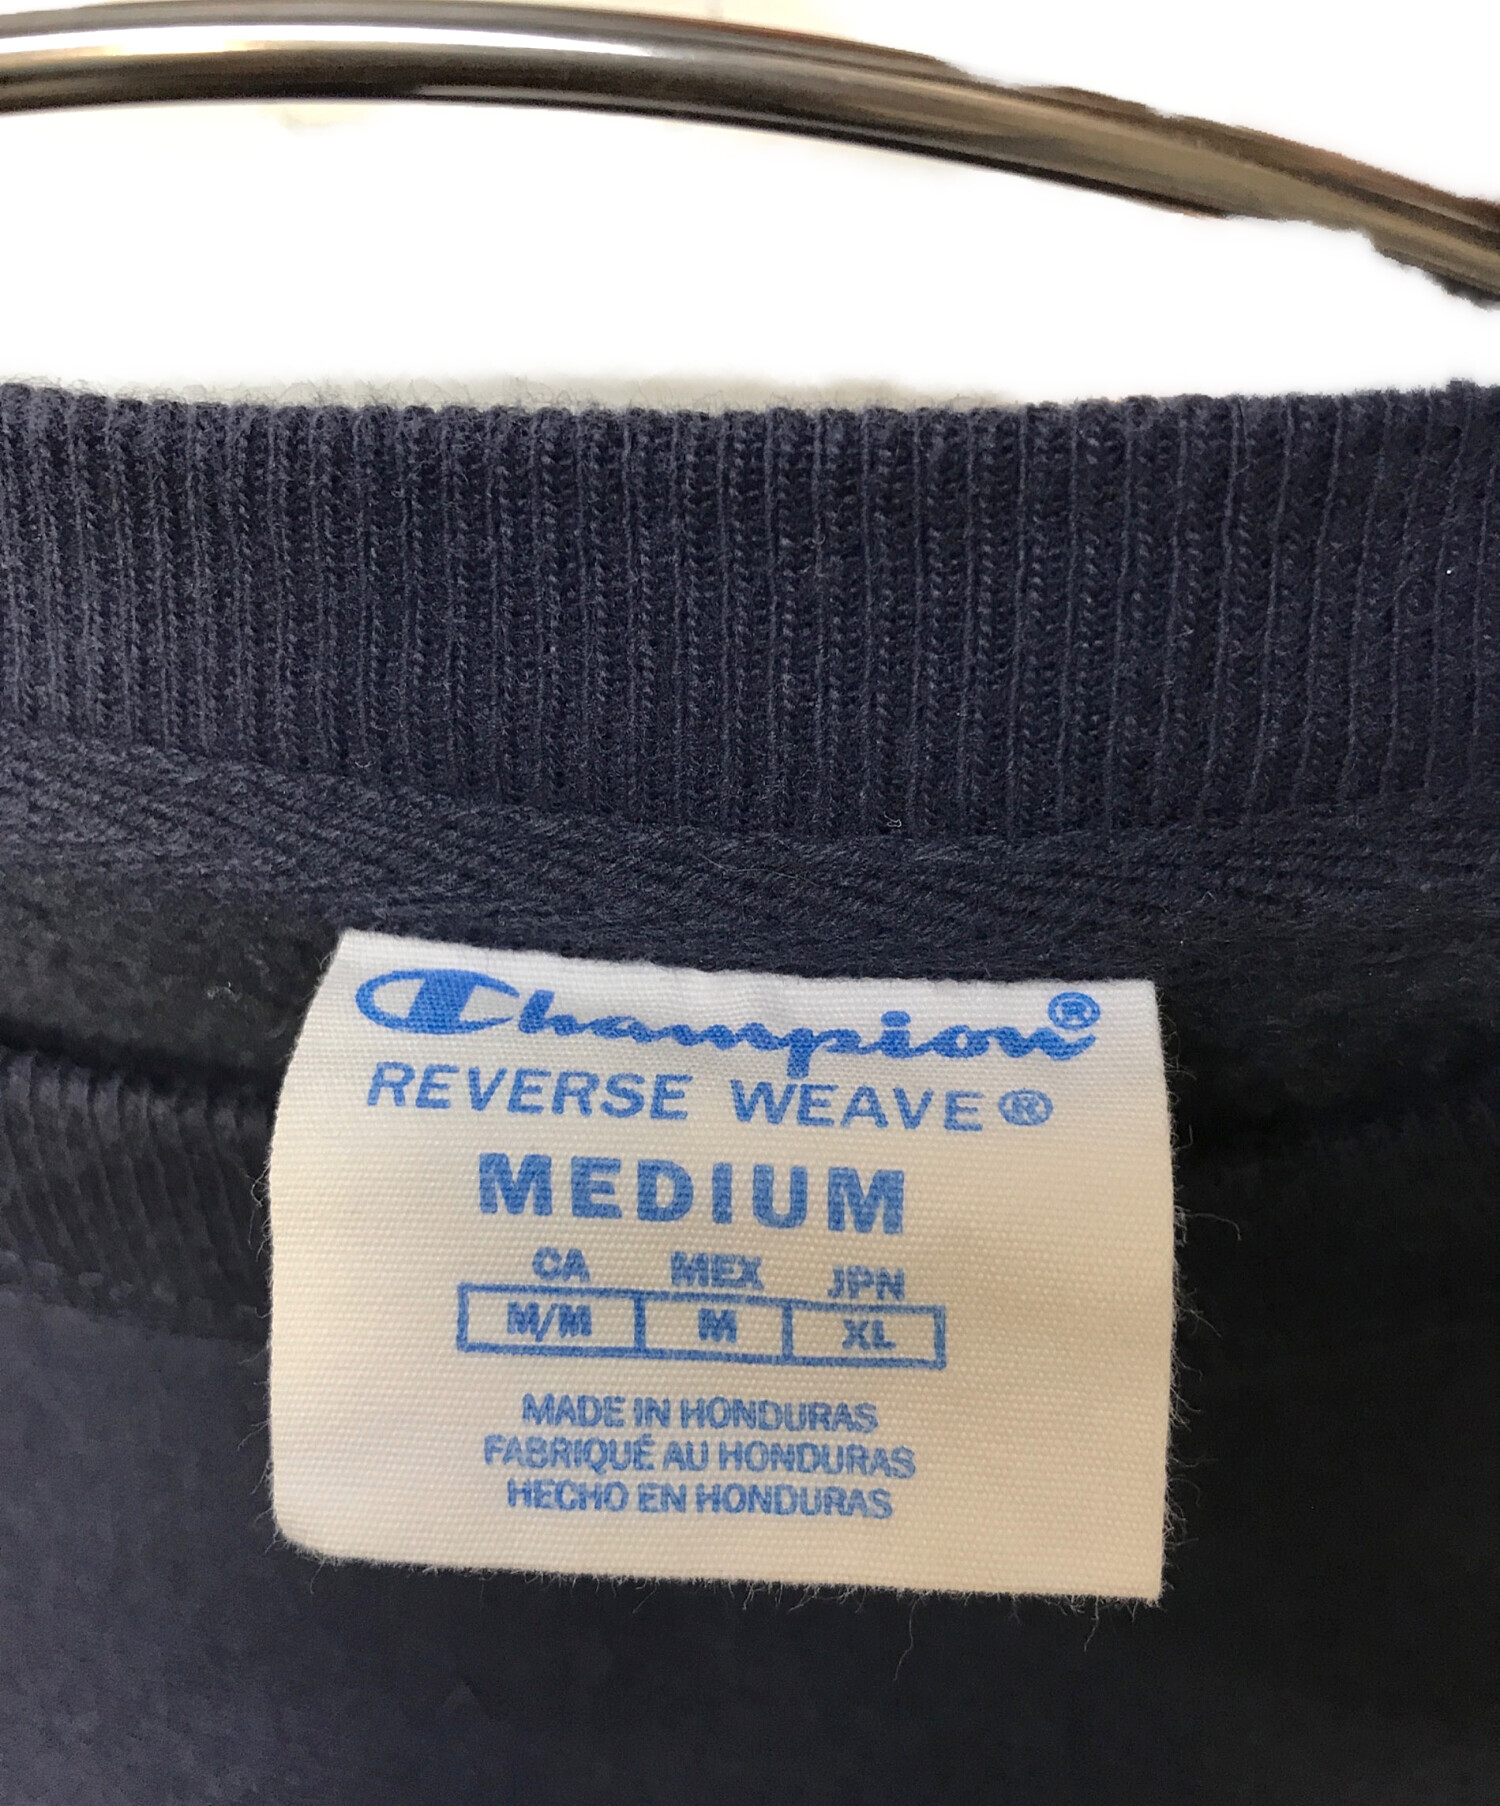 Champion®
REVERSE WEAVE®
MEDIUM
CA MEX JPN
M/M M XL
MADE IN HONDURAS
FABRIQUÉ AU HONDURAS
HECHO EN HONDURAS